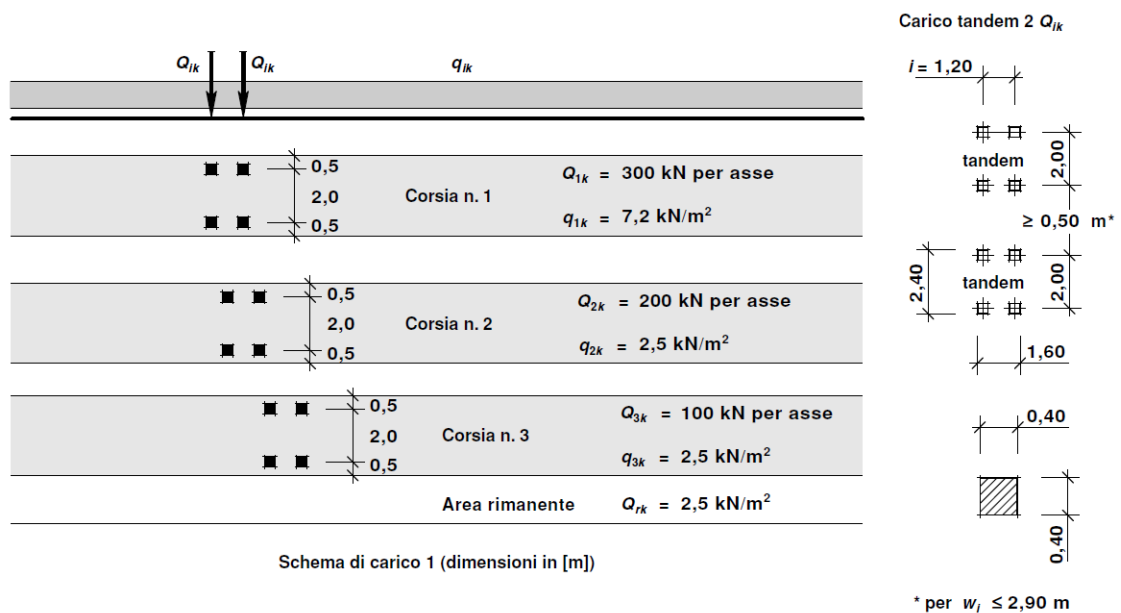 Carico tandem 2 Qik
Qik Qik qik
i = 1,20
0,5
2,0
0,5
Corsia n. 1
Q1k = 300 kN per asse
q1k = 7,2 kN/m²
tandem
2,00
≥ 0,50 m*
0,5
2,0
0,5
Corsia n. 2
Q2k = 200 kN per asse
q2k = 2,5 kN/m²
2,40
tandem
2,00
1,60
0,5
2,0
0,5
Corsia n. 3
Q3k = 100 kN per asse
q3k = 2,5 kN/m²
0,40
Area rimanente Qrk = 2,5 kN/m²
0,40
Schema di carico 1 (dimensioni in [m])
* per wi ≤ 2,90 m